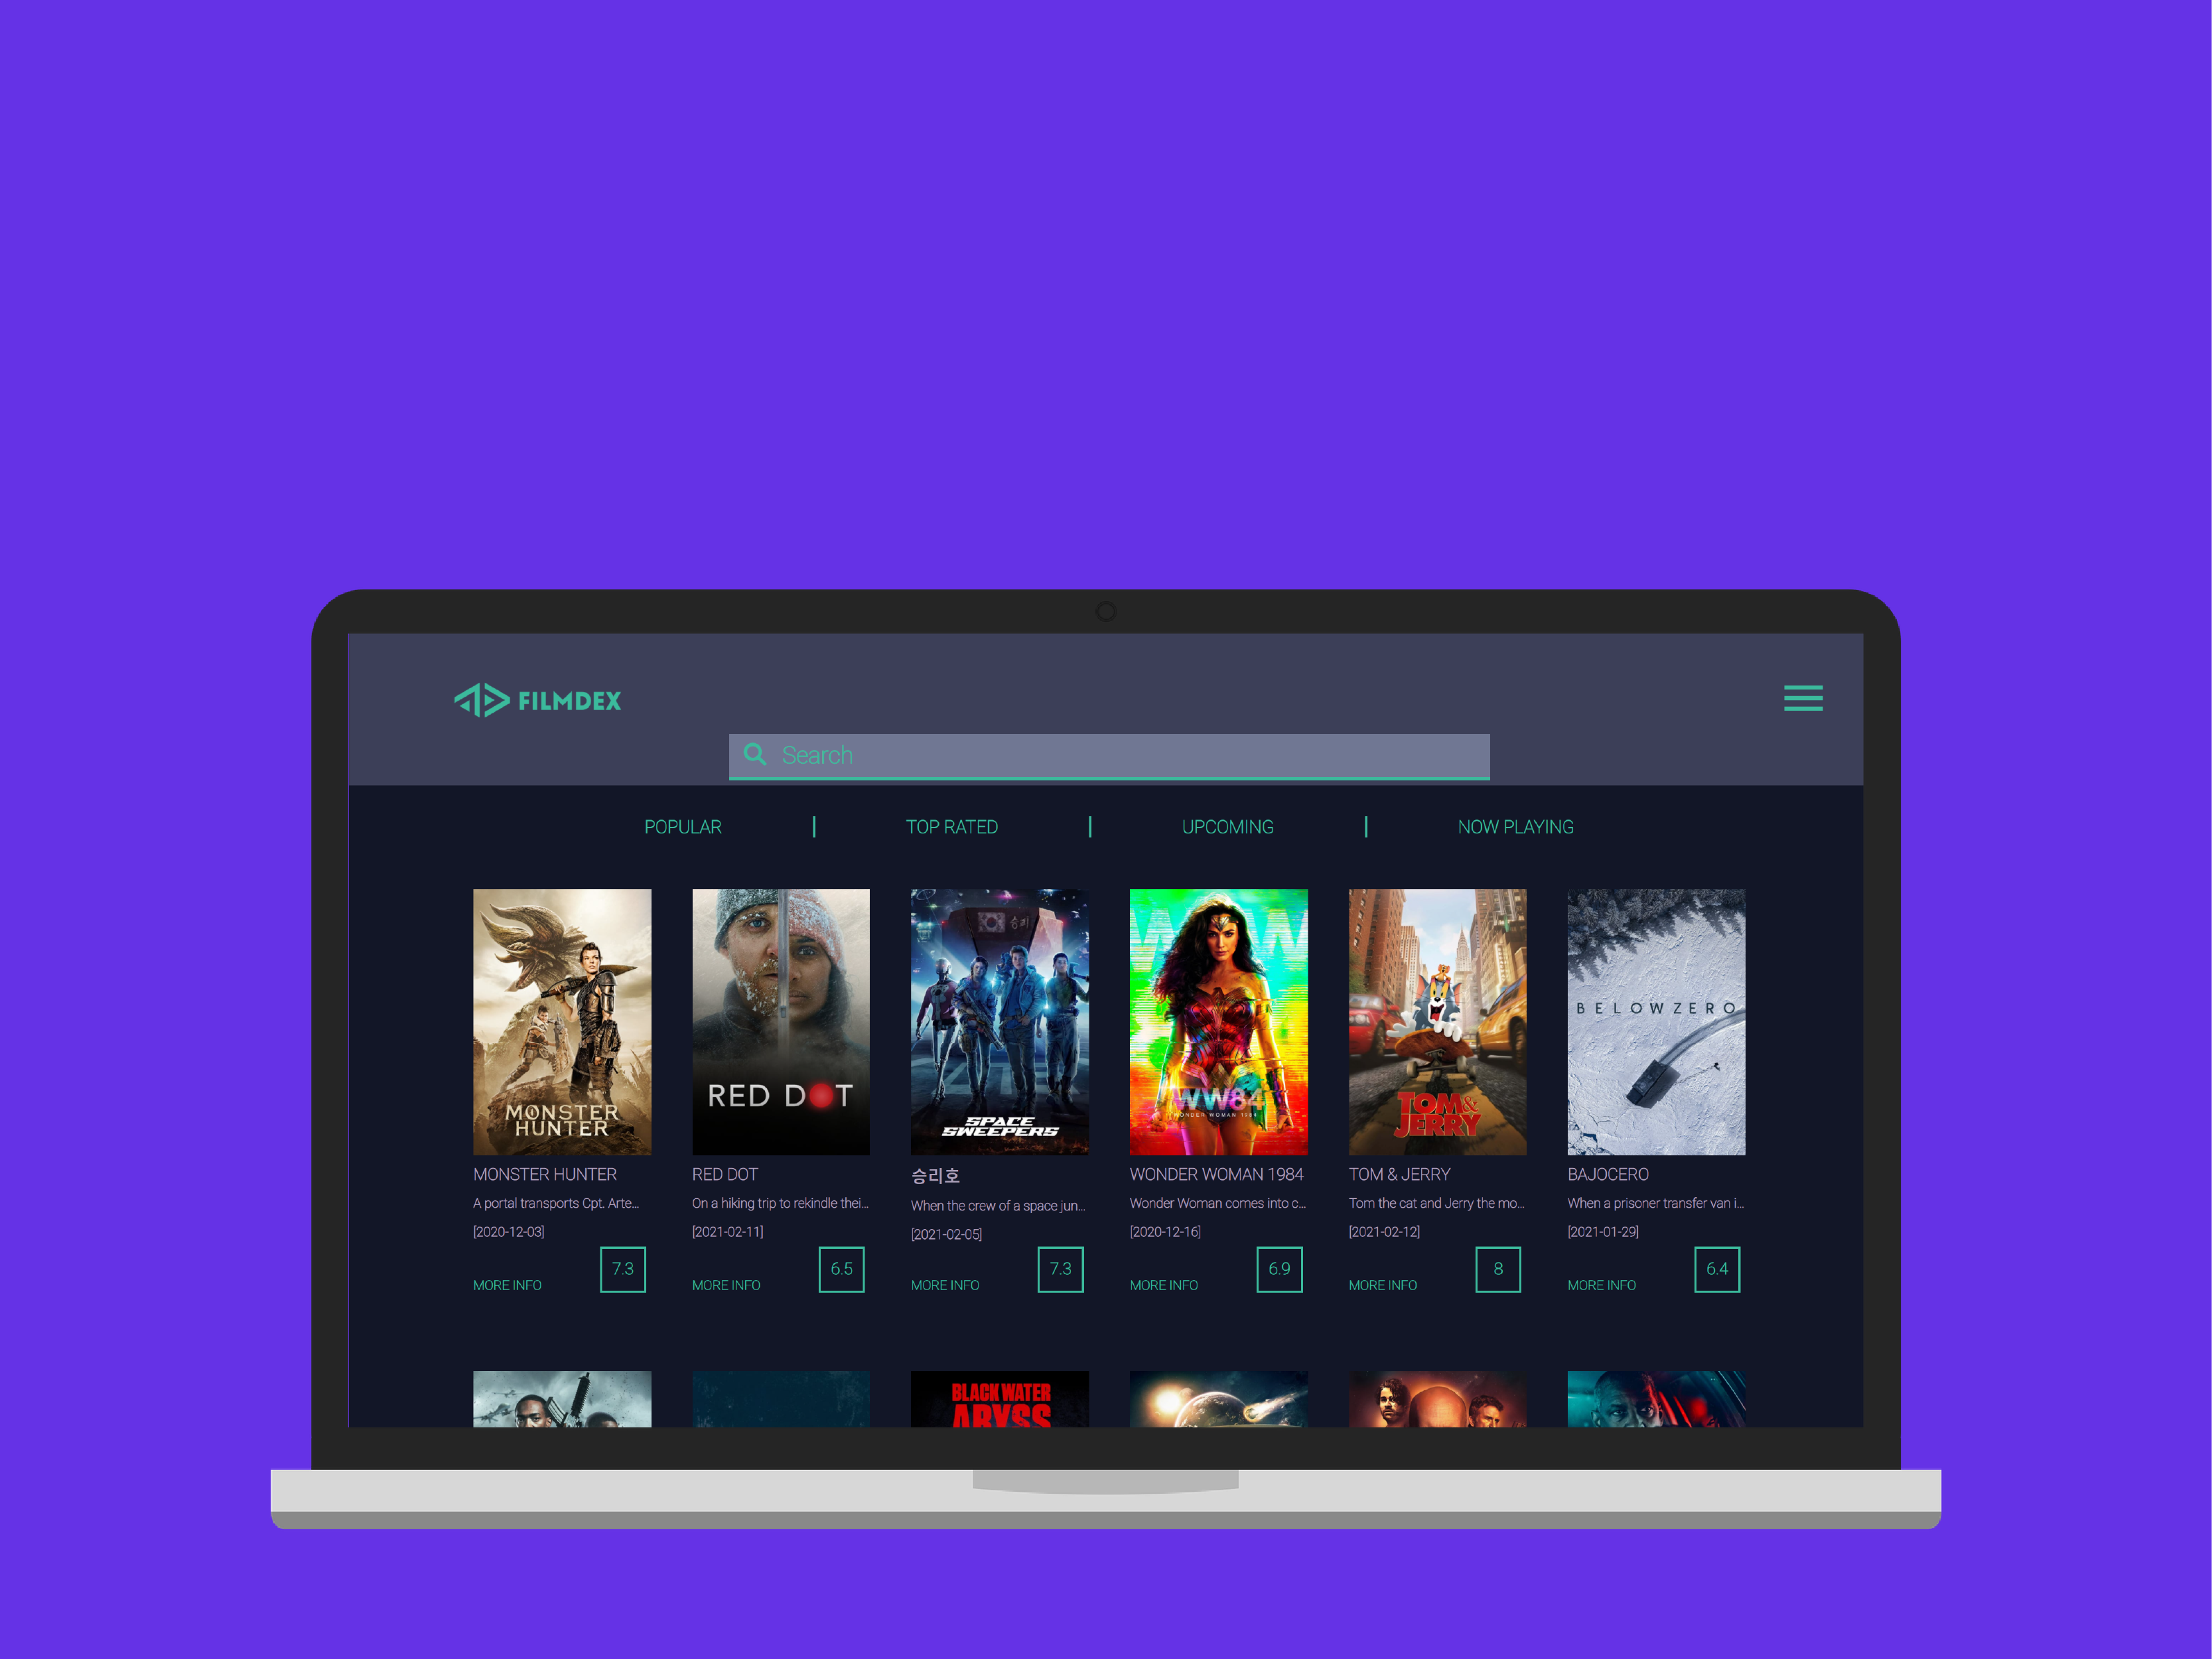 FILMDEX
Search
POPULAR | TOP RATED | UPCOMING | NOW PLAYING
MONSTER
HUNTER
RED DOT
승리
SPACE
SWEEPERS
WW84
WONDER WOMAN 1984
TOM &
JERRY
BELOW ZERO
MONSTER HUNTER
A portal transports Cpt. Arte...
[2020-12-03]
MORE INFO
7.3
RED DOT
On a hiking trip to rekindle thei...
[2021-02-11]
MORE INFO
6.5
승리호
When the crew of a space jun...
[2021-02-05]
MORE INFO
7.3
WONDER WOMAN 1984
Wonder Woman comes into c...
[2020-12-16]
MORE INFO
6.9
TOM & JERRY
Tom the cat and Jerry the mo...
[2021-02-12]
MORE INFO
8
BAJOCERO
When a prisoner transfer van i...
[2021-01-29]
MORE INFO
6.4
BLACK WATER
ABYSS